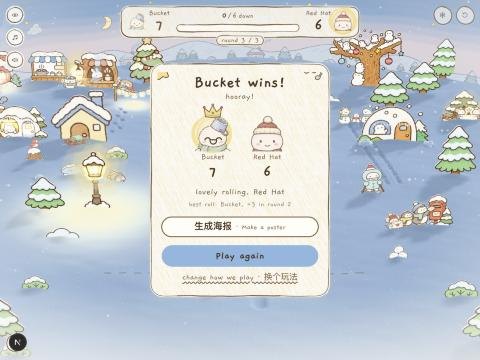 Bucket
7
0/6 down
Red Hat
6
round 3 / 3
Bucket wins!
hooray!
Bucket
7
Red Hat
6
lovely rolling, Red Hat
best roll: Bucket, +3 in round 2
生成海报 · Make a poster
Play again
change how we play · 换个玩法
N